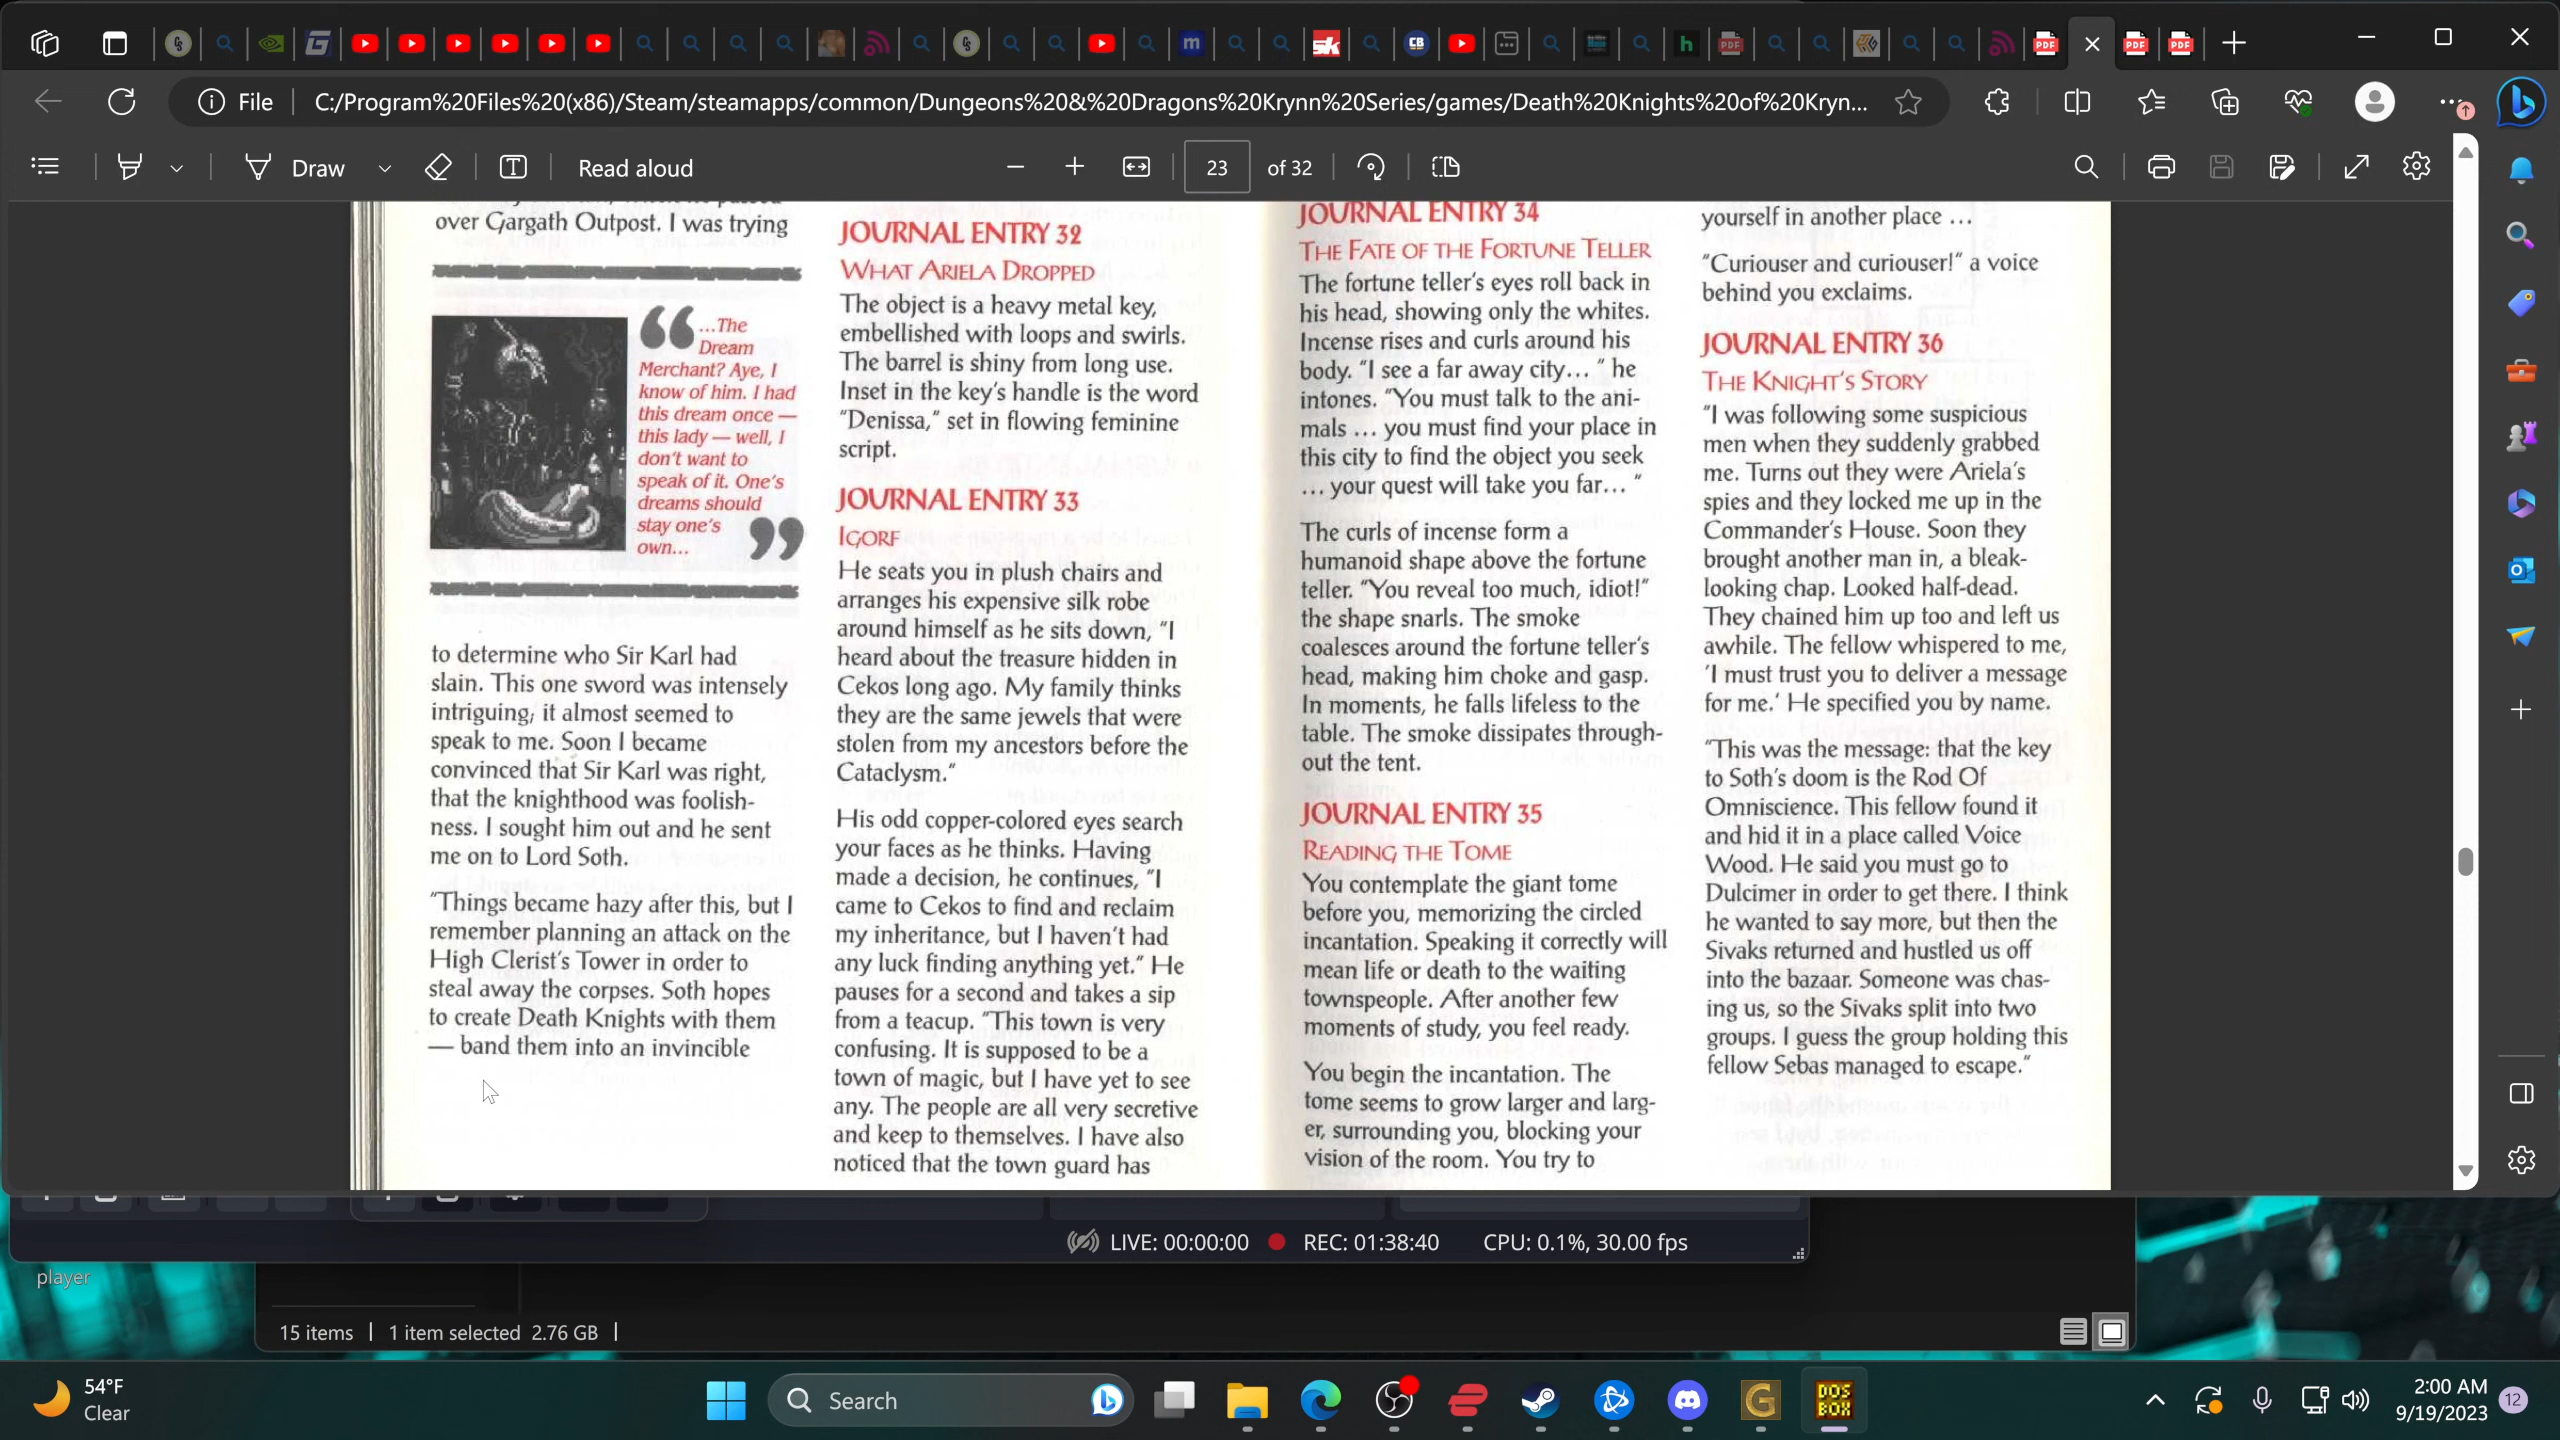 File
C:/Program%20Files%20(x86)/Steam/steamapps/common/Dungeons%20&%20Dragons%20Krynn%20Series/games/Death%20Knights%20of%20Kryn...
Draw
Read aloud
23
of 32
over Gargath Outpost. I was trying
...The
Dream
Merchant? Aye, I
know of him. I had
this dream once —
this lady — well, I
don't want to
speak of it. One's
dreams should
stay one's
own...
to determine who Sir Karl had
slain. This one sword was intensely
intriguing; it almost seemed to
speak to me. Soon I became
convinced that Sir Karl was right,
that the knighthood was foolish-
ness. I sought him out and he sent
me on to Lord Soth.
"Things became hazy after this, but I
remember planning an attack on the
High Clerist's Tower in order to
steal away the corpses. Soth hopes
to create Death Knights with them
— band them into an invincible
JOURNAL ENTRY 32
WHAT ARIELA DROPPED
The object is a heavy metal key,
embellished with loops and swirls.
The barrel is shiny from long use.
Inset in the key's handle is the word
"Denissa," set in flowing feminine
script.
JOURNAL ENTRY 33
IGORF
He seats you in plush chairs and
arranges his expensive silk robe
around himself as he sits down, "I
heard about the treasure hidden in
Cekos long ago. My family thinks
they are the same jewels that were
stolen from my ancestors before the
Cataclysm."
His odd copper-colored eyes search
your faces as he thinks. Having
made a decision, he continues, "I
came to Cekos to find and reclaim
my inheritance, but I haven't had
any luck finding anything yet." He
pauses for a second and takes a sip
from a teacup. "This town is very
confusing. It is supposed to be a
town of magic, but I have yet to see
any. The people are all very secretive
and keep to themselves. I have also
noticed that the town guard has
JOURNAL ENTRY 34
THE FATE OF THE FORTUNE TELLER
The fortune teller's eyes roll back in
his head, showing only the whites.
Incense rises and curls around his
body. "I see a far away city... " he
intones. "You must talk to the ani-
mals ... you must find your place in
this city to find the object you seek
... your quest will take you far... "
The curls of incense form a
humanoid shape above the fortune
teller. "You reveal too much, idiot!"
the shape snarls. The smoke
coalesces around the fortune teller's
head, making him choke and gasp.
In moments, he falls lifeless to the
table. The smoke dissipates through-
out the tent.
JOURNAL ENTRY 35
READING THE TOME
You contemplate the giant tome
before you, memorizing the circled
incantation. Speaking it correctly will
mean life or death to the waiting
townspeople. After another few
moments of study, you feel ready.
You begin the incantation. The
tome seems to grow larger and larg-
er, surrounding you, blocking your
vision of the room. You try to
yourself in another place ...
"Curiouser and curiouser!" a voice
behind you exclaims.
JOURNAL ENTRY 36
THE KNIGHT'S STORY
"I was following some suspicious
men when they suddenly grabbed
me. Turns out they were Ariela's
spies and they locked me up in the
Commander's House. Soon they
brought another man in, a bleak-
looking chap. Looked half-dead.
They chained him up too and left us
awhile. The fellow whispered to me,
'I must trust you to deliver a message
for me.' He specified you by name.
"This was the message: that the key
to Soth's doom is the Rod Of
Omniscience. This fellow found it
and hid it in a place called Voice
Wood. He said you must go to
Dulcimer in order to get there. I think
he wanted to say more, but then the
Sivaks returned and hustled us off
into the bazaar. Someone was chas-
ing us, so the Sivaks split into two
groups. I guess the group holding this
fellow Sebas managed to escape."
LIVE: 00:00:00
REC: 01:38:40
CPU: 0.1%, 30.00 fps
player
15 items
1 item selected 2.76 GB
54°F
Clear
Search
DOS
BOX
2:00 AM
9/19/2023
12